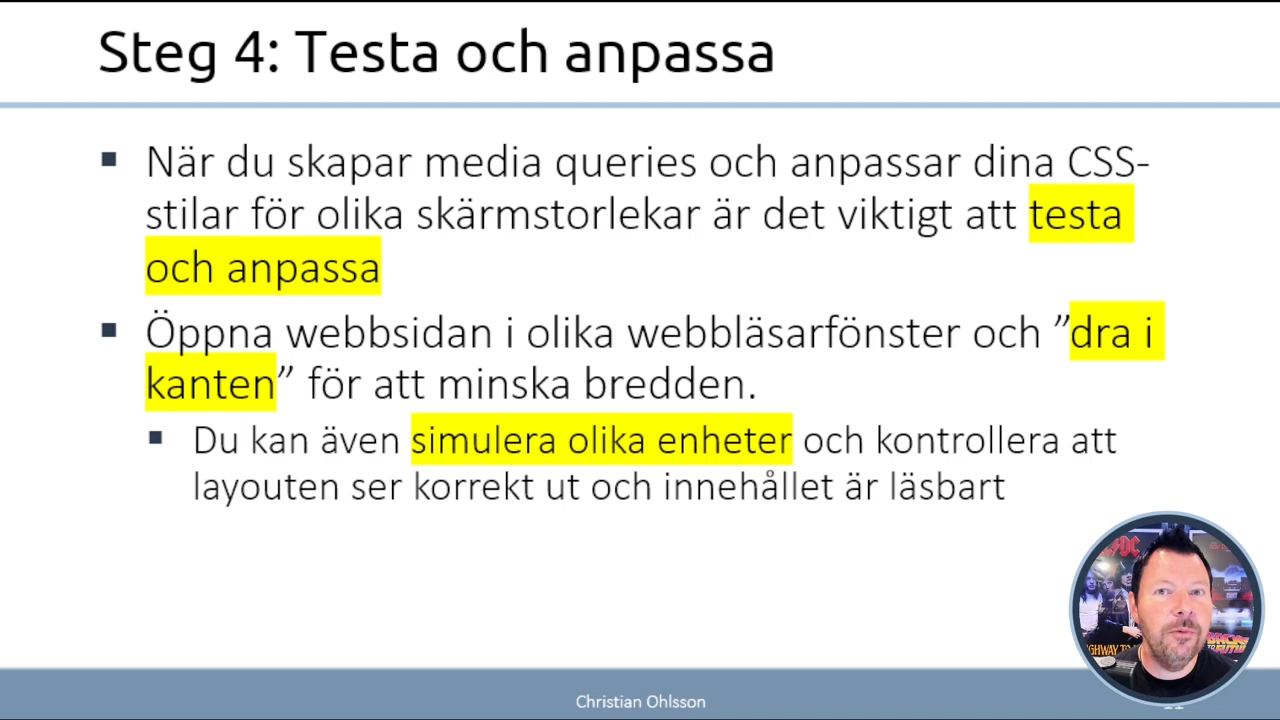 Steg 4: Testa och anpassa
▪ När du skapar media queries och anpassar dina CSS-
stilar för olika skärmstorlekar är det viktigt att testa
och anpassa
▪ Öppna webbsidan i olika webbläsarfönster och ”dra i
kanten” för att minska bredden.
▪ Du kan även simulera olika enheter och kontrollera att
layouten ser korrekt ut och innehållet är läsbart
Christian Ohlsson